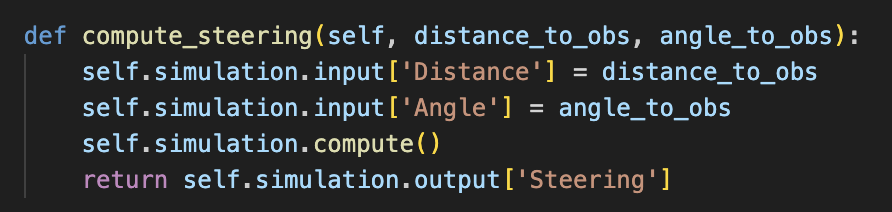 def compute_steering(self, distance_to_obs, angle_to_obs):
    self.simulation.input['Distance'] = distance_to_obs
    self.simulation.input['Angle'] = angle_to_obs
    self.simulation.compute()
    return self.simulation.output['Steering']